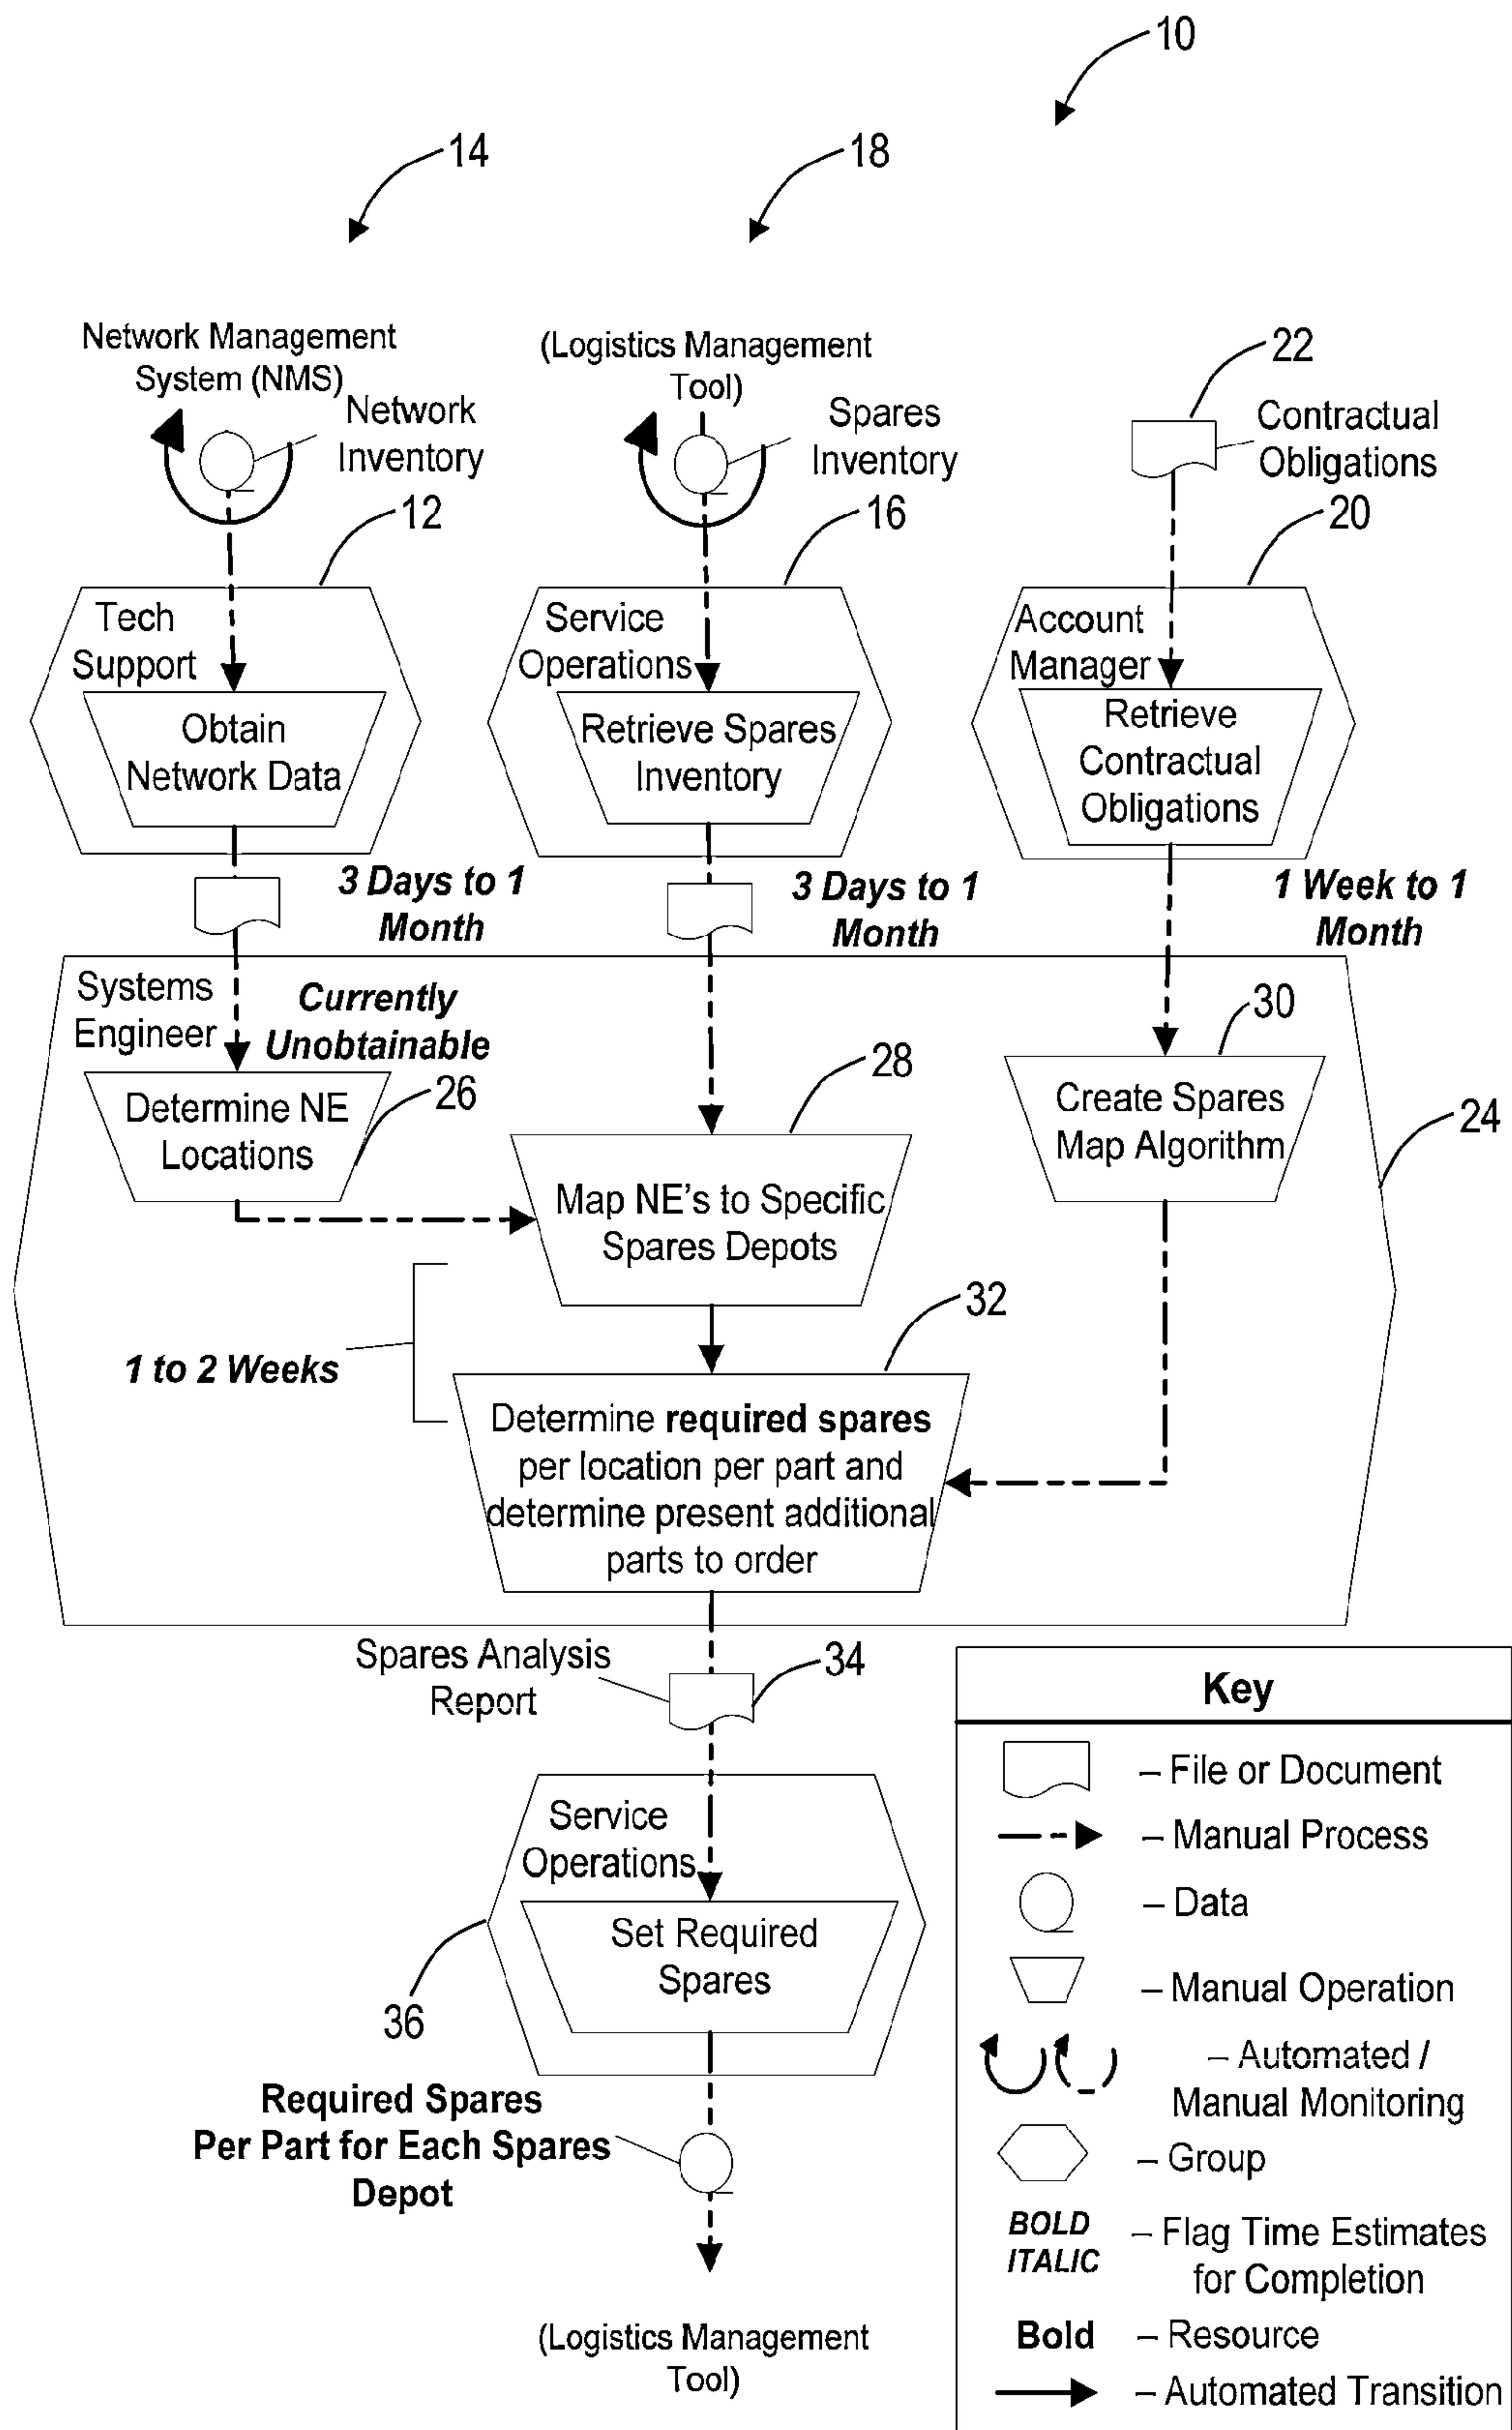 10
14
18
Network Management
System (NMS)
Network
Inventory
12
(Logistics Management
Tool)
Spares
Inventory
16
22
Contractual
Obligations
20
Tech
Support
Obtain
Network Data
Service
Operations
Retrieve Spares
Inventory
Account
Manager
Retrieve
Contractual
Obligations
3 Days to 1
Month
3 Days to 1
Month
1 Week to 1
Month
Systems
Engineer
Currently
Unobtainable
Determine NE
Locations
26
28
Map NE's to Specific
Spares Depots
30
Create Spares
Map Algorithm
24
1 to 2 Weeks
32
Determine required spares
per location per part and
determine present additional
parts to order
Spares Analysis
Report
34
Service
Operations
Set Required
Spares
36
Required Spares
Per Part for Each Spares
Depot
(Logistics Management
Tool)
Key
– File or Document
– Manual Process
– Data
– Manual Operation
– Automated /
Manual Monitoring
– Group
BOLD
ITALIC
– Flag Time Estimates
for Completion
Bold – Resource
– Automated Transition